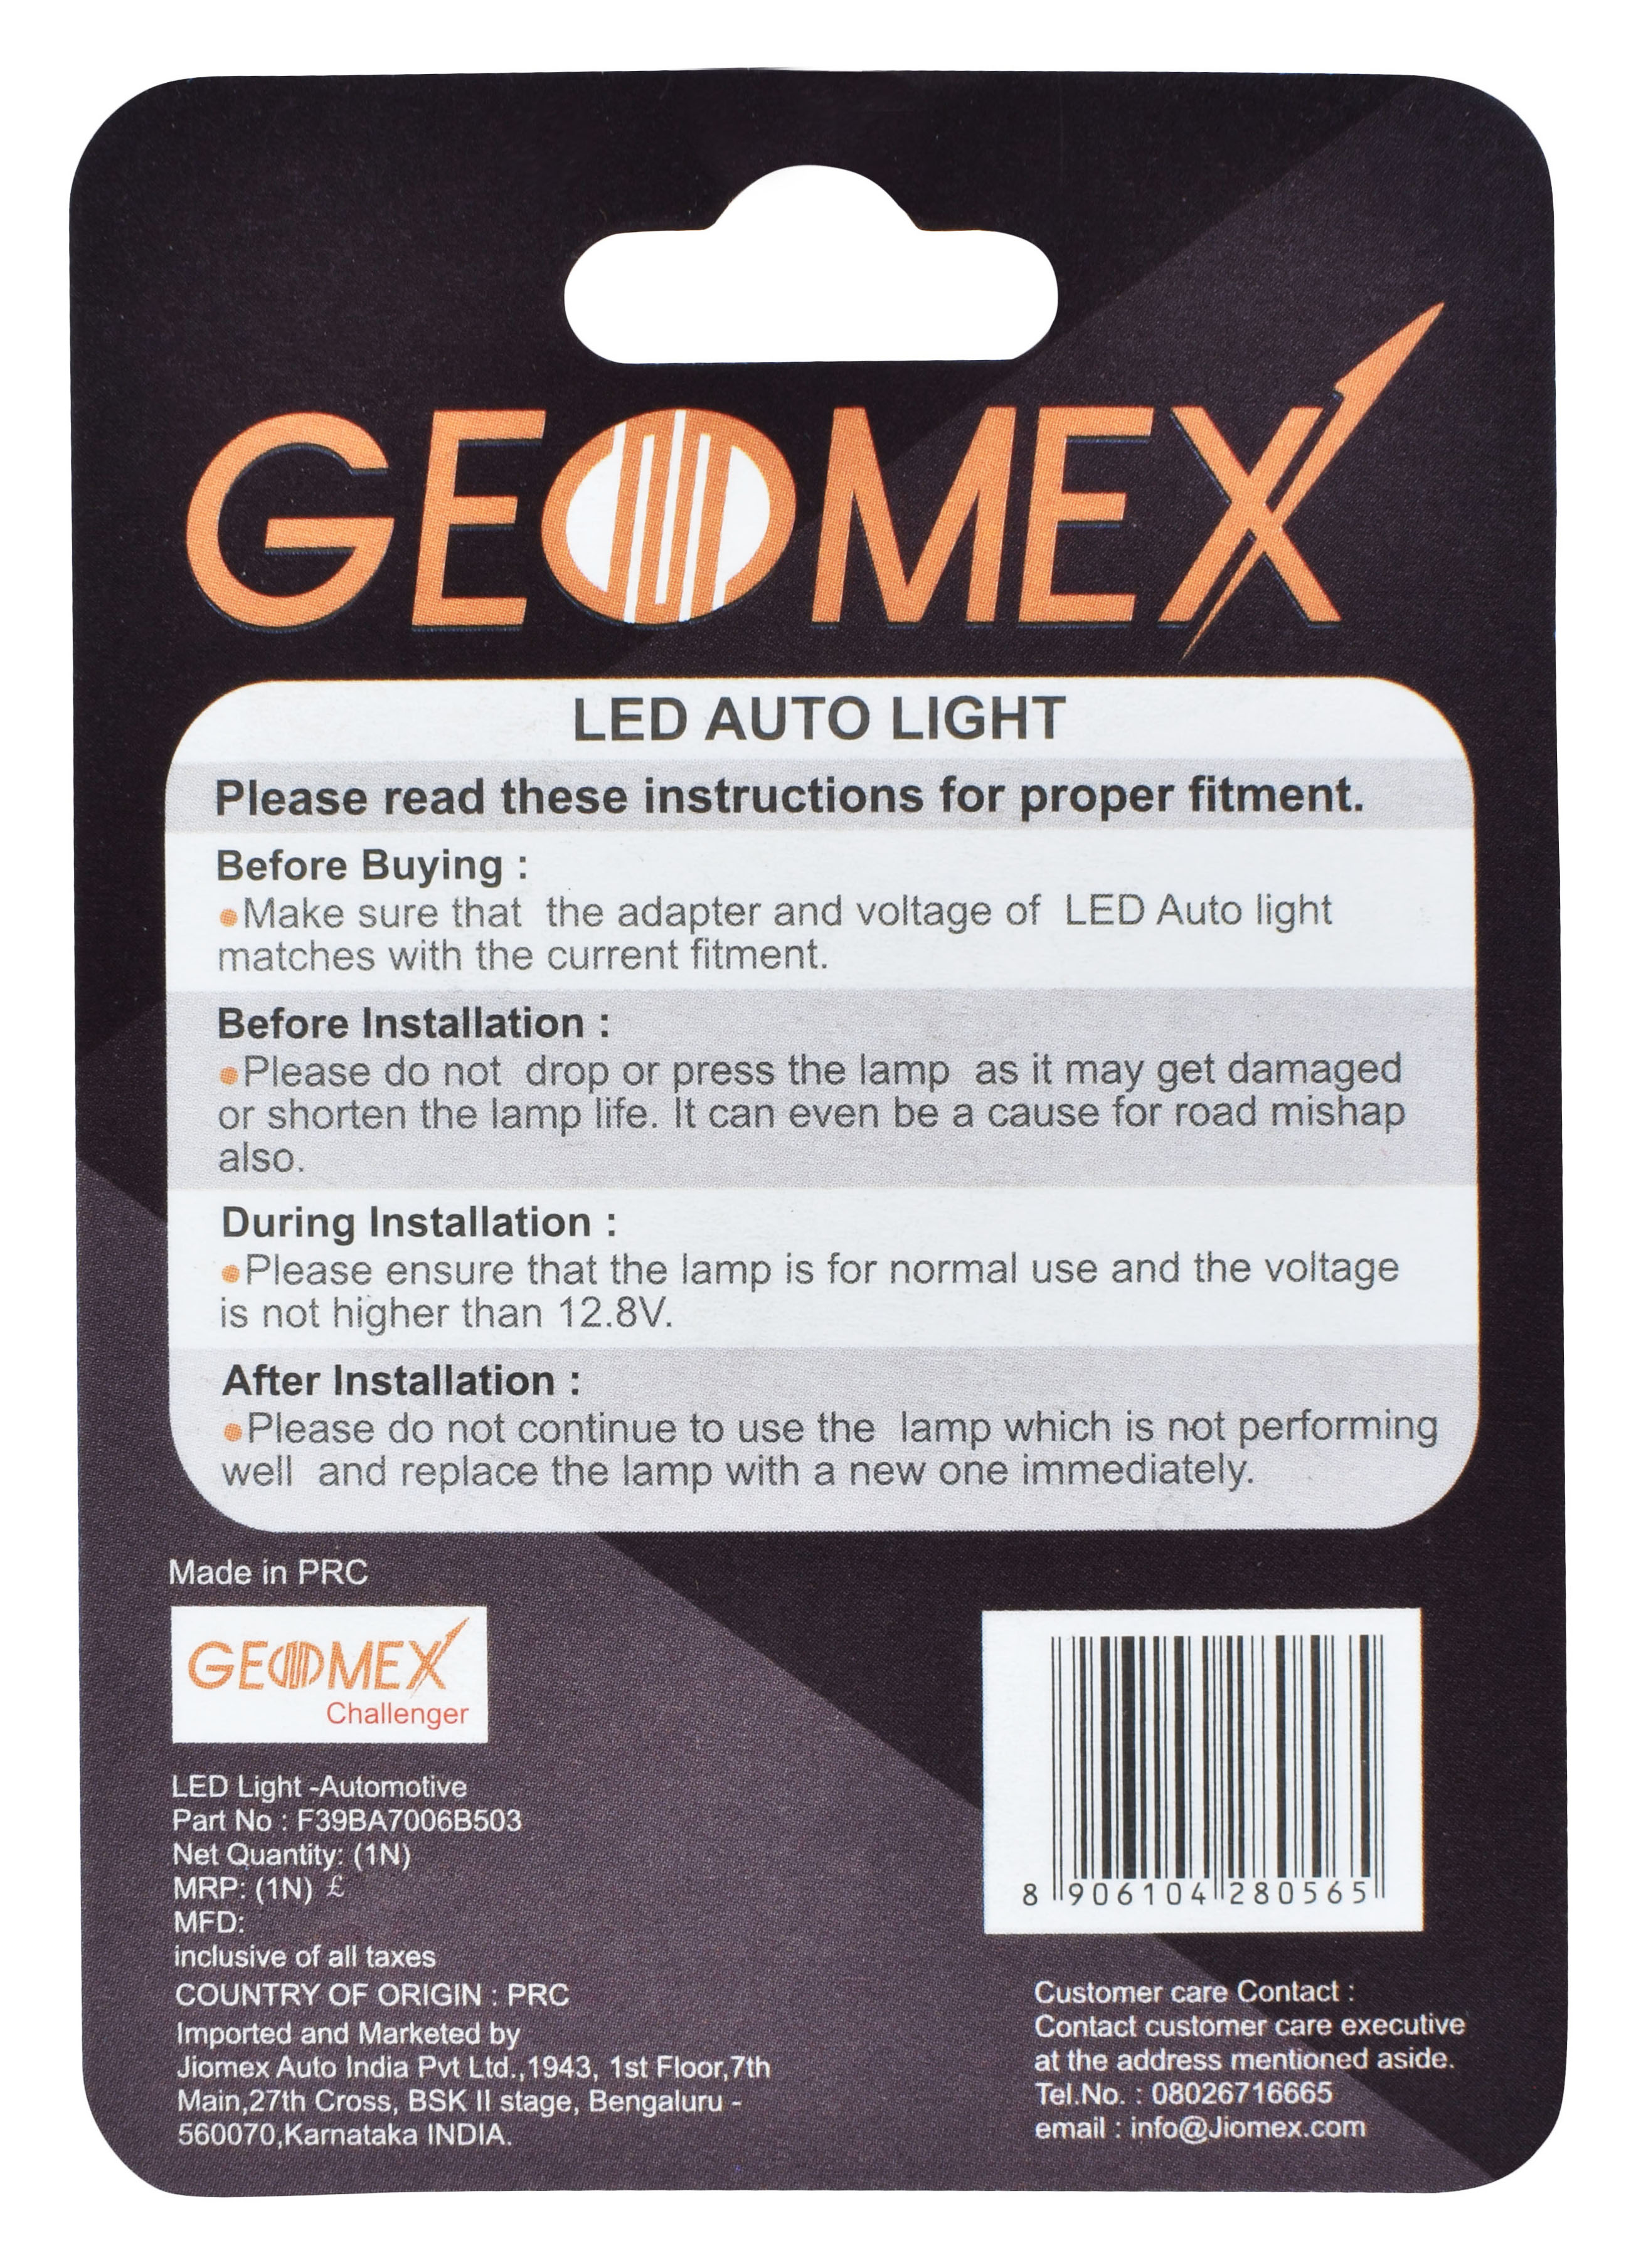 GEOMEX
LED AUTO LIGHT
Please read these instructions for proper fitment.
Before Buying :
•Make sure that the adapter and voltage of LED Auto light
matches with the current fitment.
Before Installation :
•Please do not drop or press the lamp as it may get damaged
or shorten the lamp life. It can even be a cause for road mishap
also.
During Installation :
•Please ensure that the lamp is for normal use and the voltage
is not higher than 12.8V.
After Installation :
•Please do not continue to use the lamp which is not performing
well and replace the lamp with a new one immediately.
Made in PRC
GEOMEX
Challenger
LED Light -Automotive
Part No : F39BA7006B503
Net Quantity: (1N)
MRP: (1N) £
MFD:
inclusive of all taxes
COUNTRY OF ORIGIN : PRC
Imported and Marketed by
Jiomex Auto India Pvt Ltd.,1943, 1st Floor,7th
Main,27th Cross, BSK II stage, Bengaluru -
560070,Karnataka INDIA.
8 906104 280565
Customer care Contact :
Contact customer care executive
at the address mentioned aside.
Tel.No. : 08026716665
email : info@Jiomex.com